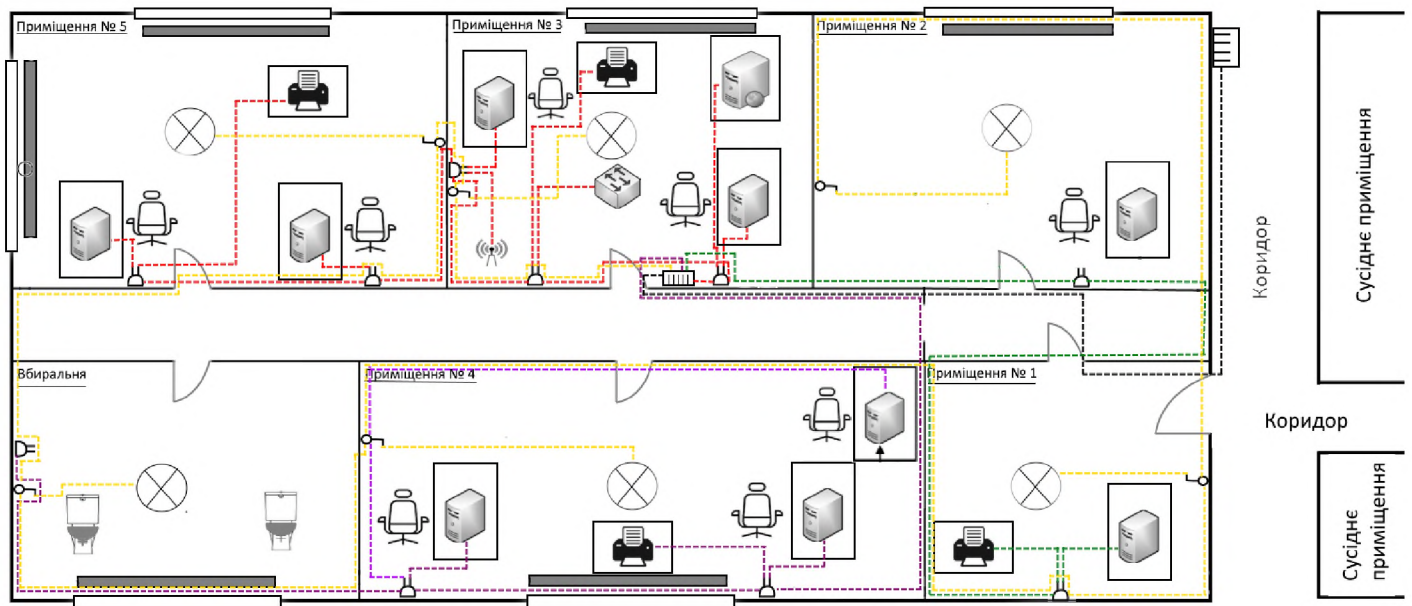 Приміщення № 5
Приміщення № 3
Приміщення № 2
Коридор
Сусіднє приміщення
Вбиральня
Приміщення № 4
Приміщення № 1
Коридор
Сусіднє
приміщення